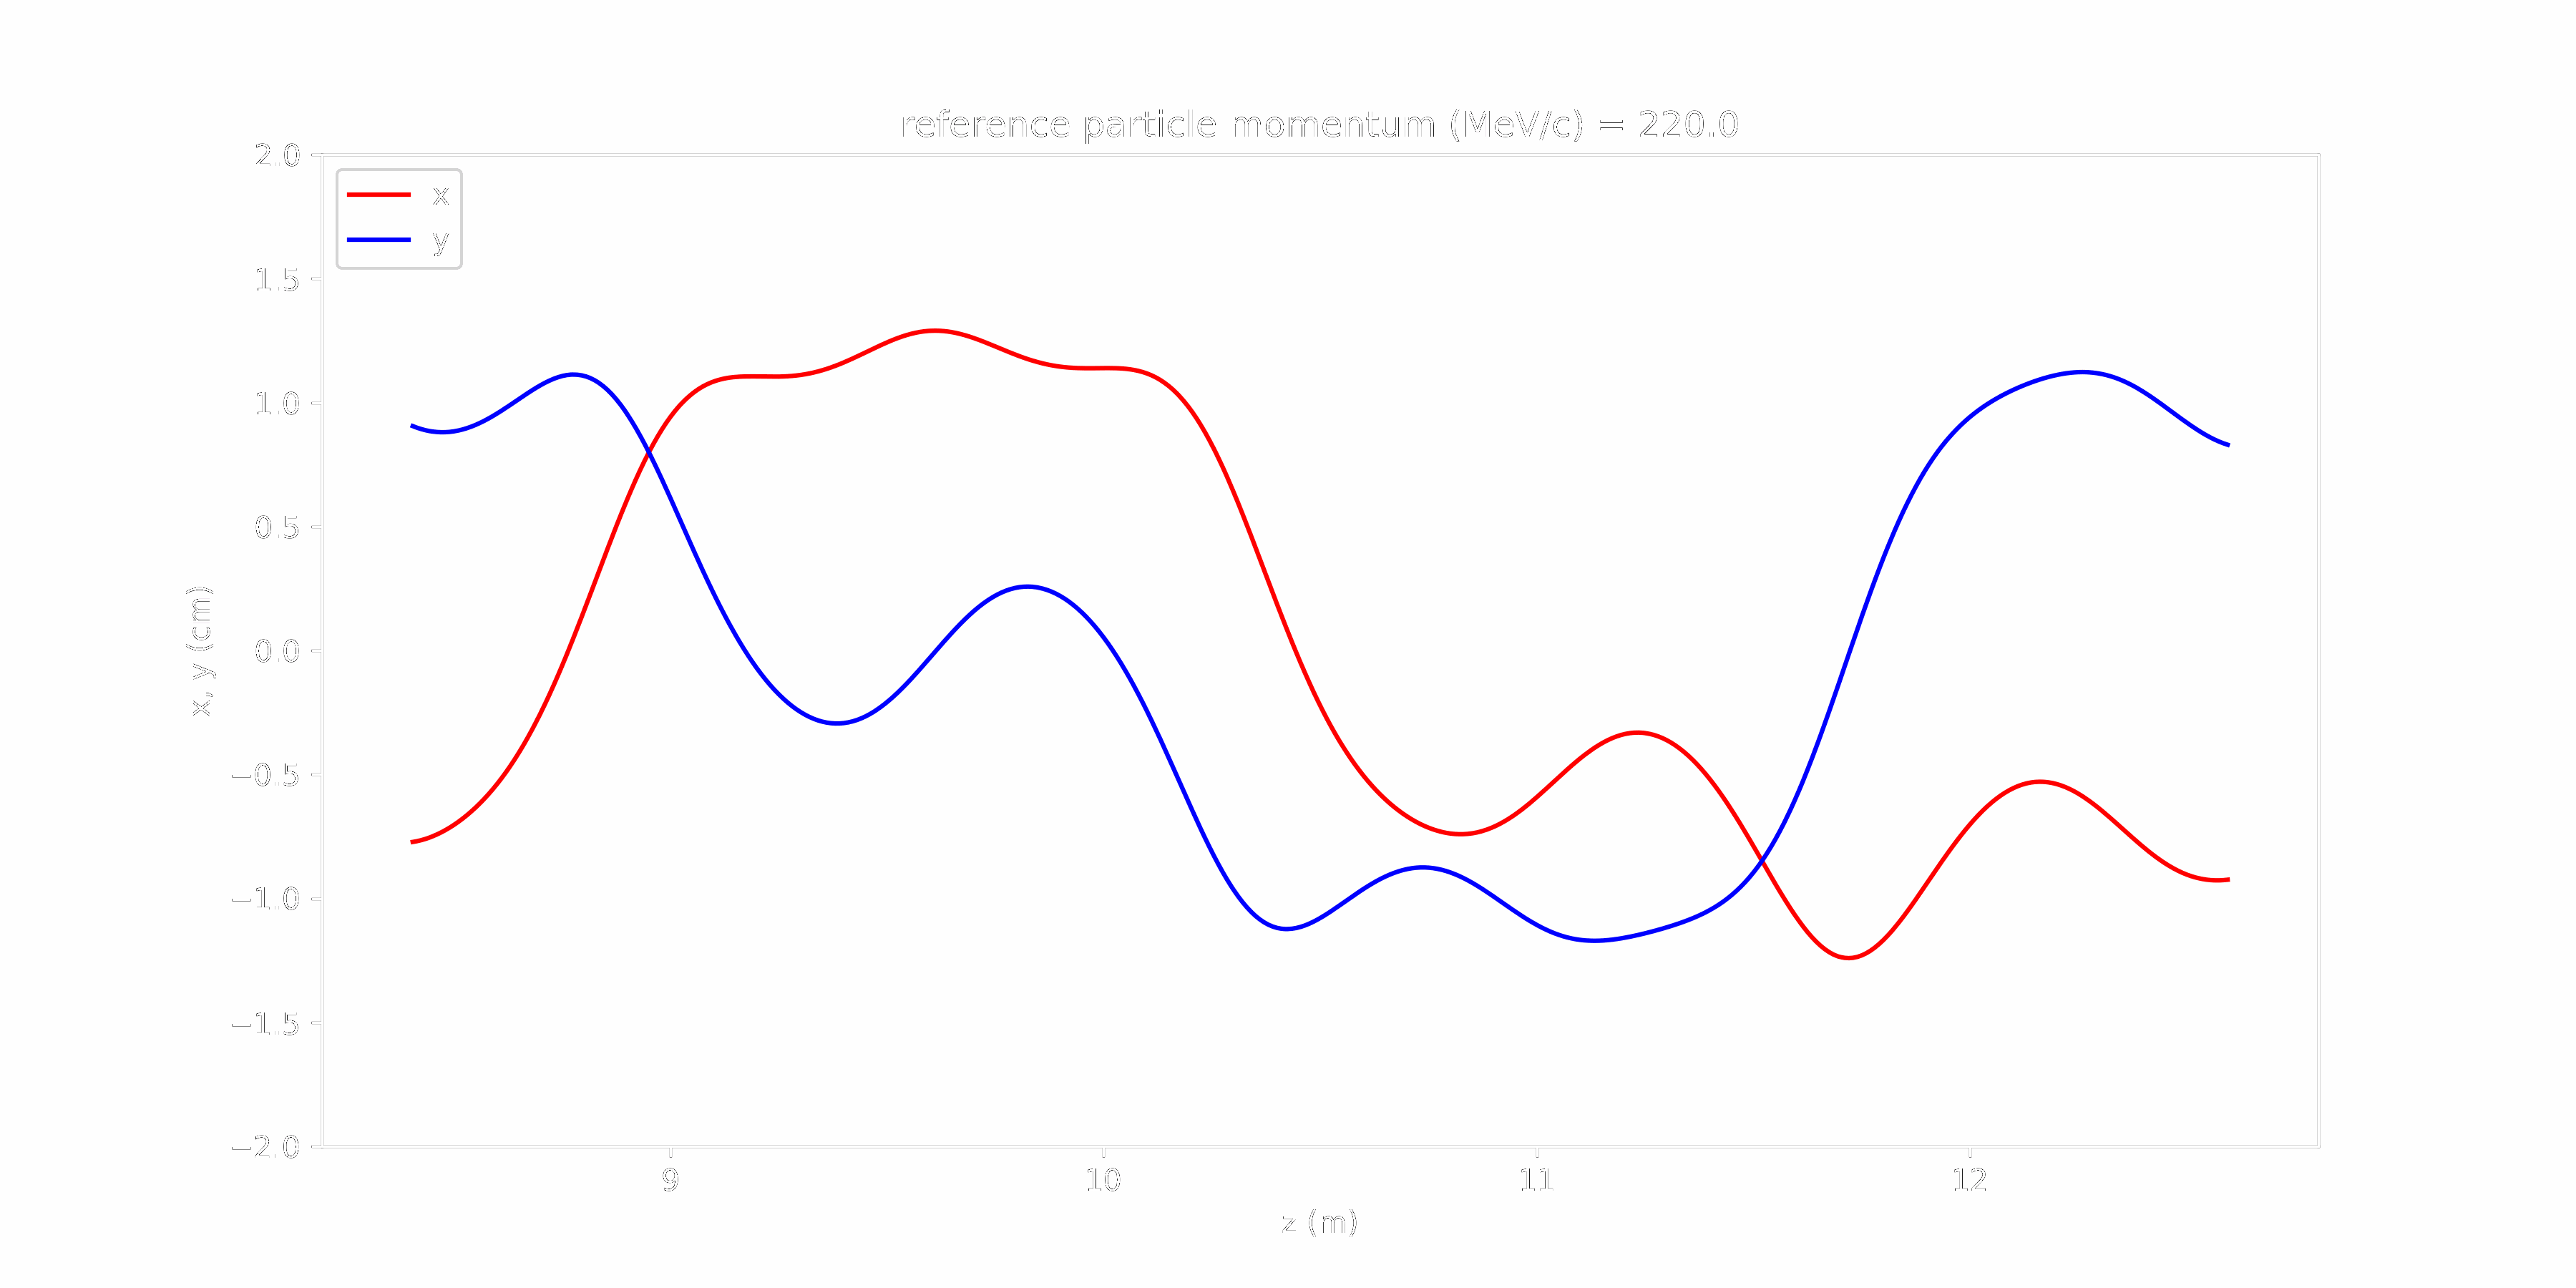 reference particle momentum (MeV/c) = 220.0
2.0
x
y
1.5
1.0
0.5
0.0
−0.5
−1.0
−1.5
−2.0
x, y (cm)
9 10 11 12
z (m)